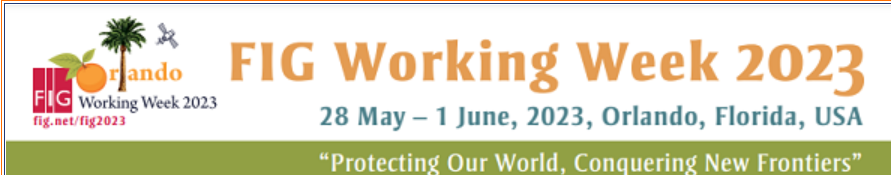 Orlando
FIG Working Week 2023
fig.net/fig2023
FIG Working Week 2023
28 May – 1 June, 2023, Orlando, Florida, USA
“Protecting Our World, Conquering New Frontiers”